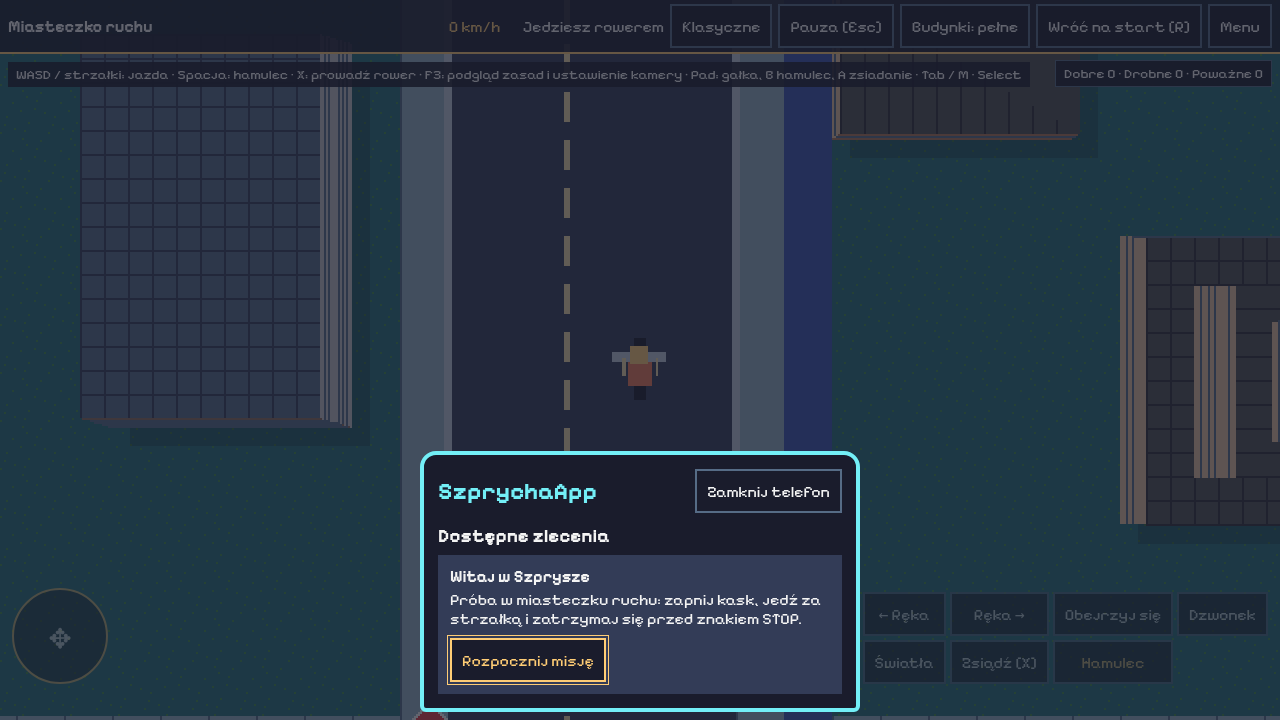 Miasteczko ruchu
0 km/h
Jedziesz rowerem
Klasyczne
Pauza (Esc)
Budynki: pełne
Wróć na start (R)
Menu
WASD / strzałki: jazda · Spacja: hamulec · X: prowadź rower · F3: podgląd zasad i ustawienie kamery · Pad: gałka, B hamulec, A zsiadanie · Tab / M · Select
Dobre 0 · Drobne 0 · Poważne 0
SzprychaApp
Zamknij telefon
Dostępne zlecenia
Witaj w Szprysze
Próba w miasteczku ruchu: zapnij kask, jedź za
strzałką i zatrzymaj się przed znakiem STOP.
Rozpocznij misję
← Ręka
Ręka →
Obejrzyj się
Dzwonek
Światła
Zsiądź (X)
Hamulec